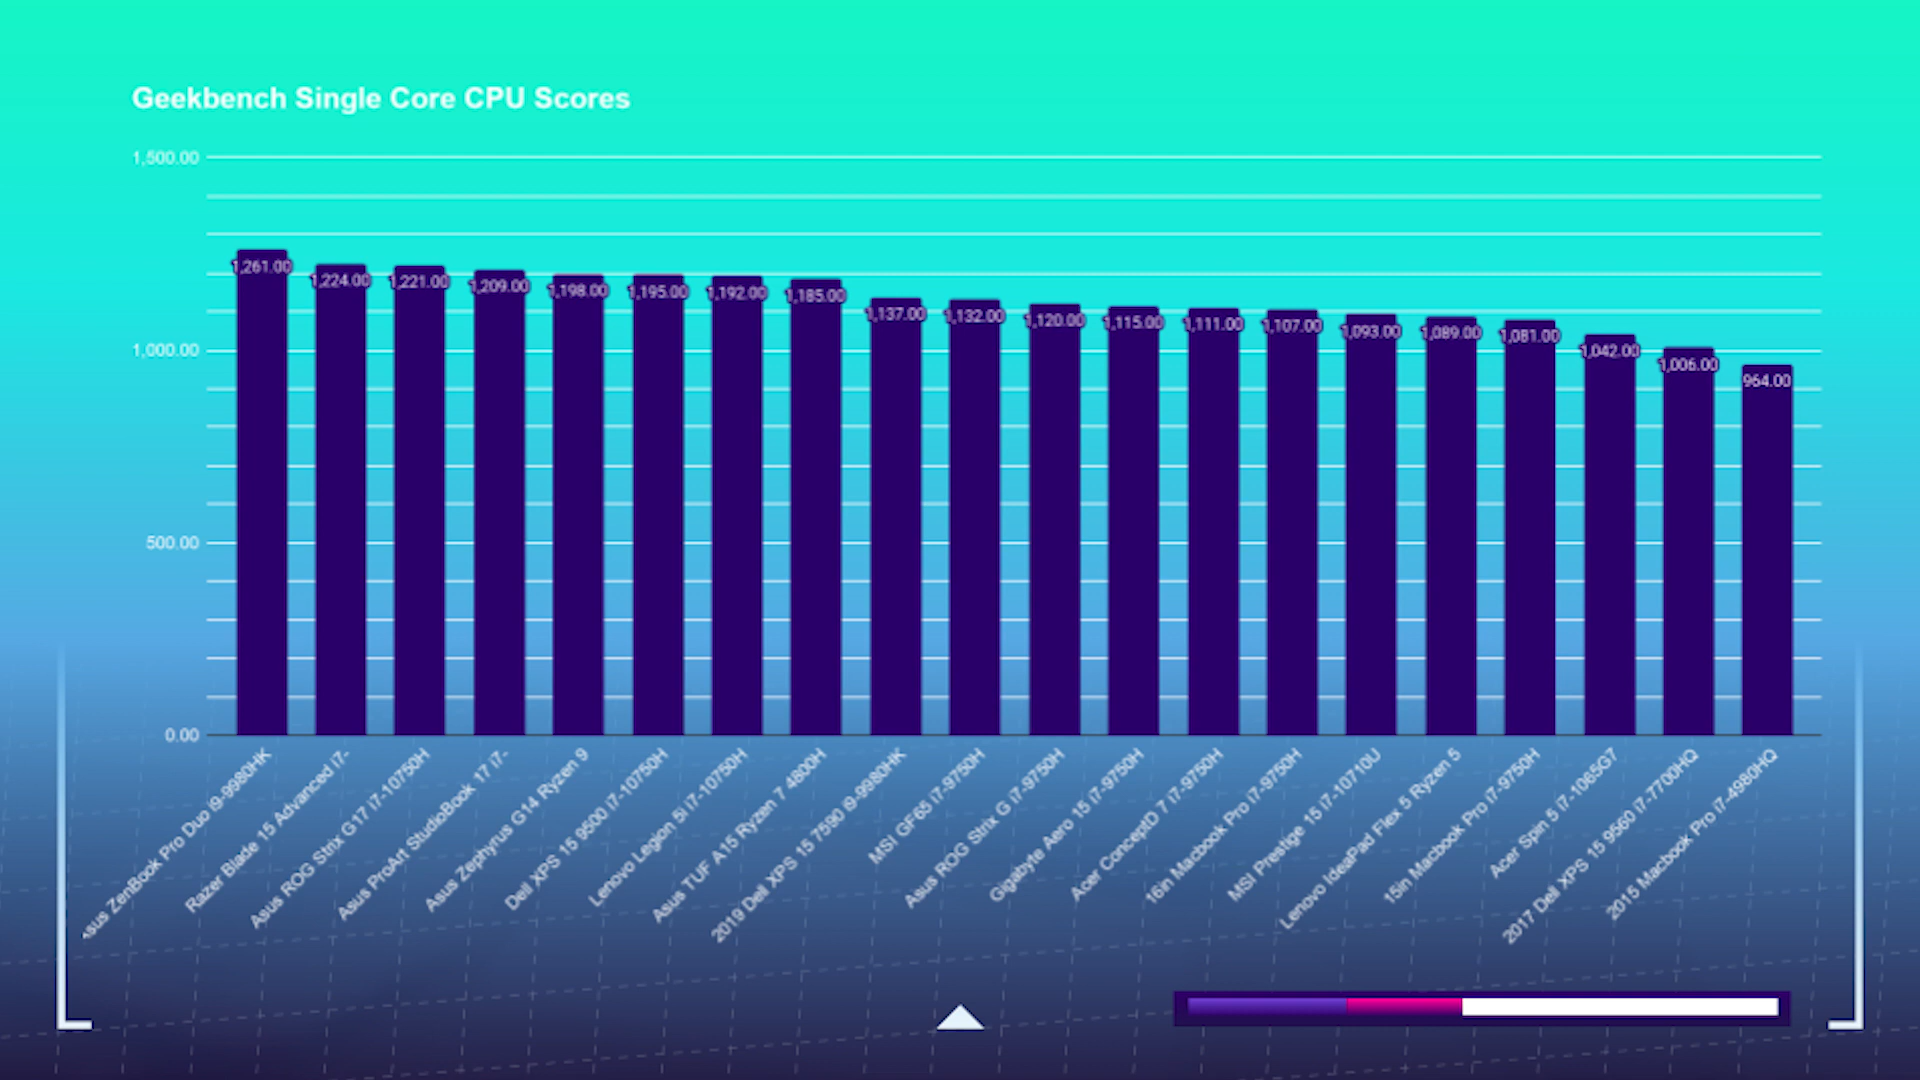 Geekbench Single Core CPU Scores
1,500.00
1,000.00
500.00
0.00
1,261.00
1,224.00
1,221.00
1,209.00
1,198.00
1,195.00
1,192.00
1,185.00
1,137.00
1,132.00
1,120.00
1,115.00
1,111.00
1,107.00
1,093.00
1,089.00
1,081.00
1,042.00
1,006.00
964.00
Asus ZenBook Pro Duo i9-9980HK
Razer Blade 15 Advanced i7-
Asus ROG Strix G17 i7-10750H
Asus ProArt StudioBook 17 i7-
Asus Zephyrus G14 Ryzen 9
Dell XPS 15 9500 i7-10750H
Lenovo Legion 5i i7-10750H
Asus TUF A15 Ryzen 7 4800H
2019 Dell XPS 15 7590 i9-9980HK
MSI GF65 i7-9750H
Asus ROG Strix G i7-9750H
Gigabyte Aero 15 i7-9750H
Acer ConceptD 7 i7-9750H
16in Macbook Pro i7-9750H
MSI Prestige 15 i7-10710U
Lenovo IdeaPad Flex 5 Ryzen 5
15in Macbook Pro i7-9750H
Acer Spin 5 i7-1065G7
2017 Dell XPS 15 9560 i7-7700HQ
2015 Macbook Pro i7-4980HQ